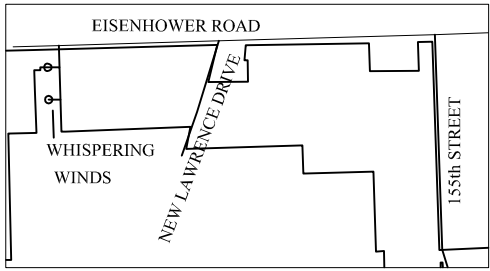 EISENHOWER ROAD
NEW LAWRENCE DRIVE
155th STREET
WHISPERING
WINDS